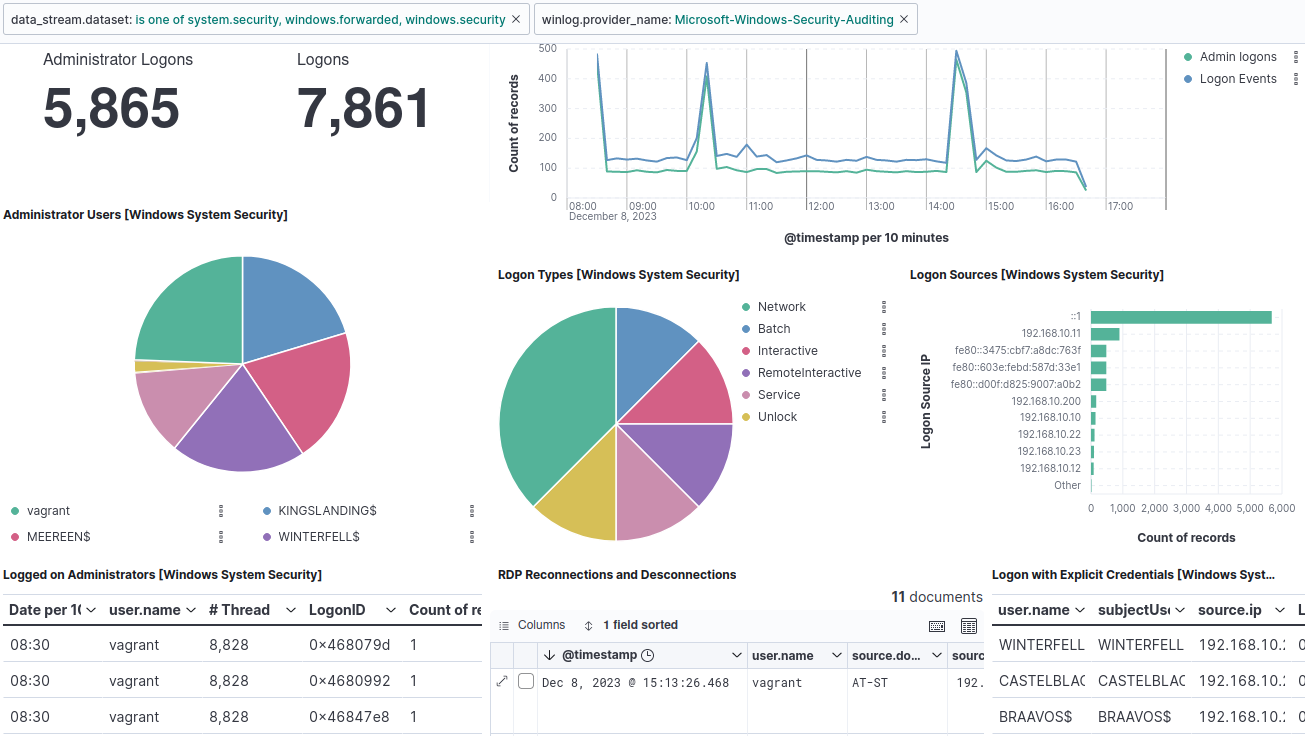 data_stream.dataset: is one of system.security, windows.forwarded, windows.security ×
winlog.provider_name: Microsoft-Windows-Security-Auditing ×
Administrator Logons
5,865
Logons
7,861
Count of records
500
400
300
200
100
0
08:00 09:00 10:00 11:00 12:00 13:00 14:00 15:00 16:00 17:00
December 8, 2023
@timestamp per 10 minutes
Admin logons
Logon Events
Administrator Users [Windows System Security]
vagrant
KINGSLANDING$
MEEREEN$
WINTERFELL$
Logon Types [Windows System Security]
Network
Batch
Interactive
RemoteInteractive
Service
Unlock
Logon Sources [Windows System Security]
Logon Source IP
::1
192.168.10.11
fe80::3475:cbf7:a8dc:763f
fe80::603e:febd:587d:33e1
fe80::d00f:d825:9007:a0b2
192.168.10.200
192.168.10.10
192.168.10.22
192.168.10.23
192.168.10.12
Other
0 1,000 2,000 3,000 4,000 5,000 6,000
Count of records
Logged on Administrators [Windows System Security]
Date per 10 user.name # Thread LogonID Count of re
08:30 vagrant 8,828 0x468079d 1
08:30 vagrant 8,828 0x4680992 1
08:30 vagrant 8,828 0x46847e8 1
RDP Reconnections and Desconnections
11 documents
Columns 1 field sorted
@timestamp user.name source.do... sourc
Dec 8, 2023 @ 15:13:26.468 vagrant AT-ST 192.
Logon with Explicit Credentials [Windows Syst...
user.name subjectUse source.ip L
WINTERFELL WINTERFELL 192.168.10.2 0
CASTELBLAC CASTELBLAC 192.168.10.2 0
BRAAVOS$ BRAAVOS$ 192.168.10.2 0